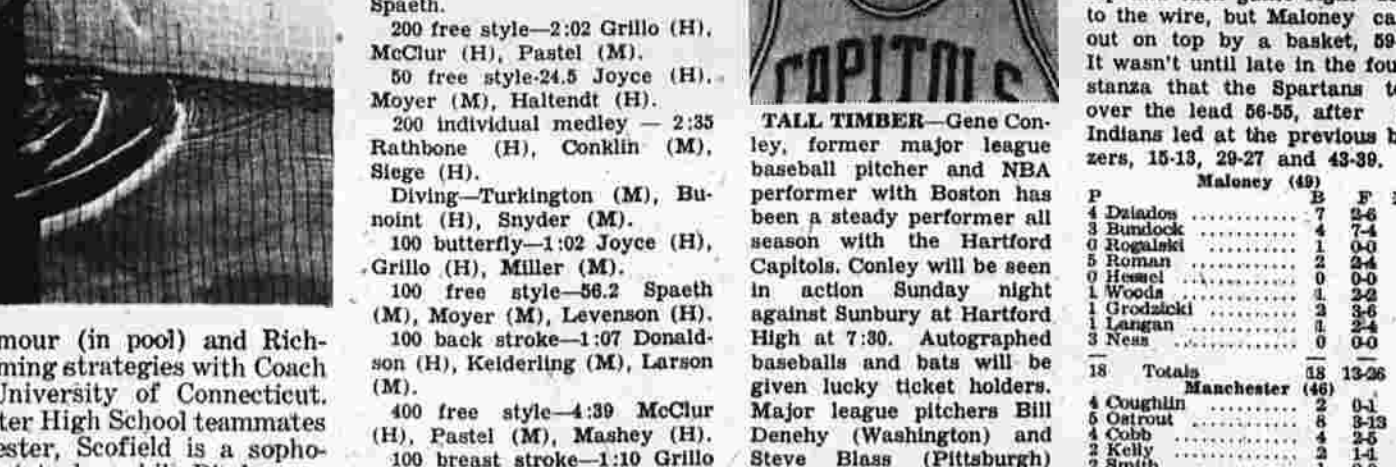 mour (in pool) and Rich-
ming strategies with Coach
University of Connecticut.
ter High School teammates
ester, Scofield is a sopho-
Spaeth.
200 free style—2:02 Grillo (H),
McClur (H), Pastel (M).
50 free style-24.5 Joyce (H),
Moyer (M), Haltendt (H).
200 individual medley — 2:35
Rathbone (H), Conklin (M),
Siege (H).
Diving—Turkington (M), Bu-
noint (H), Snyder (M).
100 butterfly—1:02 Joyce (H),
Grillo (H), Miller (M).
100 free style—56.2 Spaeth
(M), Moyer (M), Levenson (H).
100 back stroke—1:07 Donald-
son (H), Keiderling (M), Larson
(M).
400 free style—4:39 McClur
(H), Pastel (M), Mashey (H).
100 breast stroke—1:10 Grillo
CAPITOLS
TALL TIMBER—Gene Con-
ley, former major league
baseball pitcher and NBA
performer with Boston has
been a steady performer all
season with the Hartford
Capitols. Conley will be seen
in action Sunday night
against Sunbury at Hartford
High at 7:30. Autographed
baseballs and bats will be
given lucky ticket holders.
Major league pitchers Bill
Denehy (Washington) and
Steve Blass (Pittsburgh)
to the wire, but Maloney ca
out on top by a basket, 59-
It wasn't until late in the fou
stanza that the Spartans t
over the lead 56-55, after
Indians led at the previous b
zers, 15-13, 29-27 and 43-39.
Maloney (49)
P B F
4 Dziados 7 2-6
3 Bundock 4 7-4
0 Rogalski 1 0-0
5 Roman 2 2-4
0 Hessel 0 0-0
1 Woods 1 2-2
1 Grodzicki 2 3-6
1 Langan 1 2-4
3 Ness 0 0-0
18 Totals 18 13-26
Manchester (46)
4 Coughlin 2 0-1
5 Ostrout 8 3-13
4 Cobb 4 2-5
2 Kelly 2 1-1
Smith